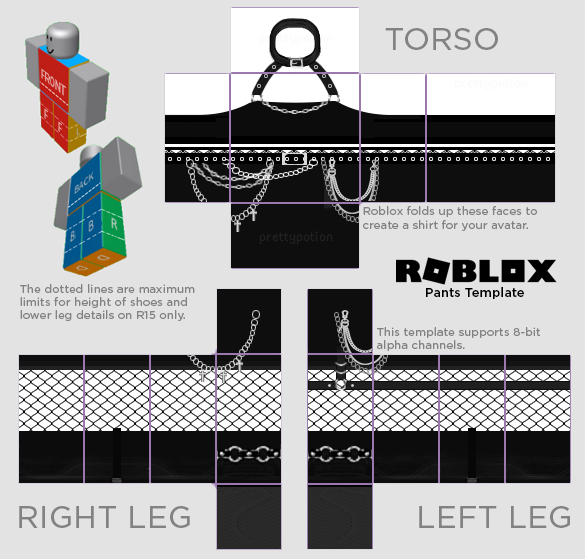 TORSO
prettypotion
FRONT
F F L
BACK
B B R
prettypotion
Roblox folds up these faces to
create a shirt for your avatar.
ROBLOX
Pants Template
The dotted lines are maximum
limits for height of shoes and
lower leg details on R15 only.
This template supports 8-bit
alpha channels.
RIGHT LEG
LEFT LEG